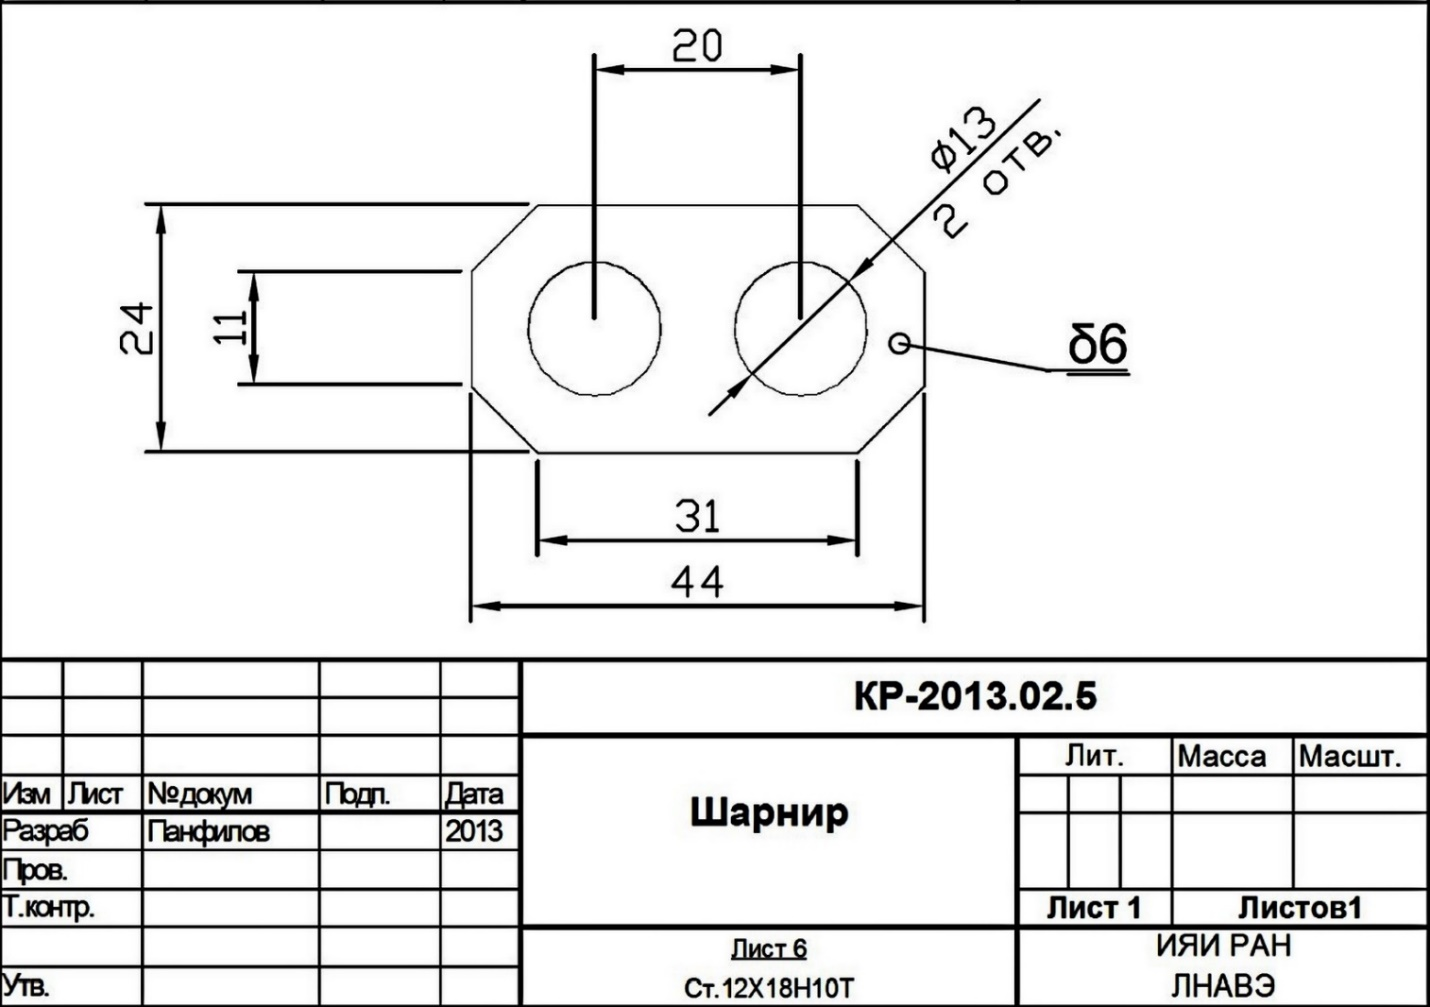 20
⌀13
2 отв.
24
11
δ6
31
44
КР-2013.02.5
Лит. Масса Масшт.
Изм Лист №докум Подп. Дата
Шарнир
Разраб Панфилов 2013
Пров.
Т.контр.
Лист 1 Листов1
Лист 6
ИЯИ РАН
Утв.
Ст.12Х18Н10Т
ЛНАВЭ